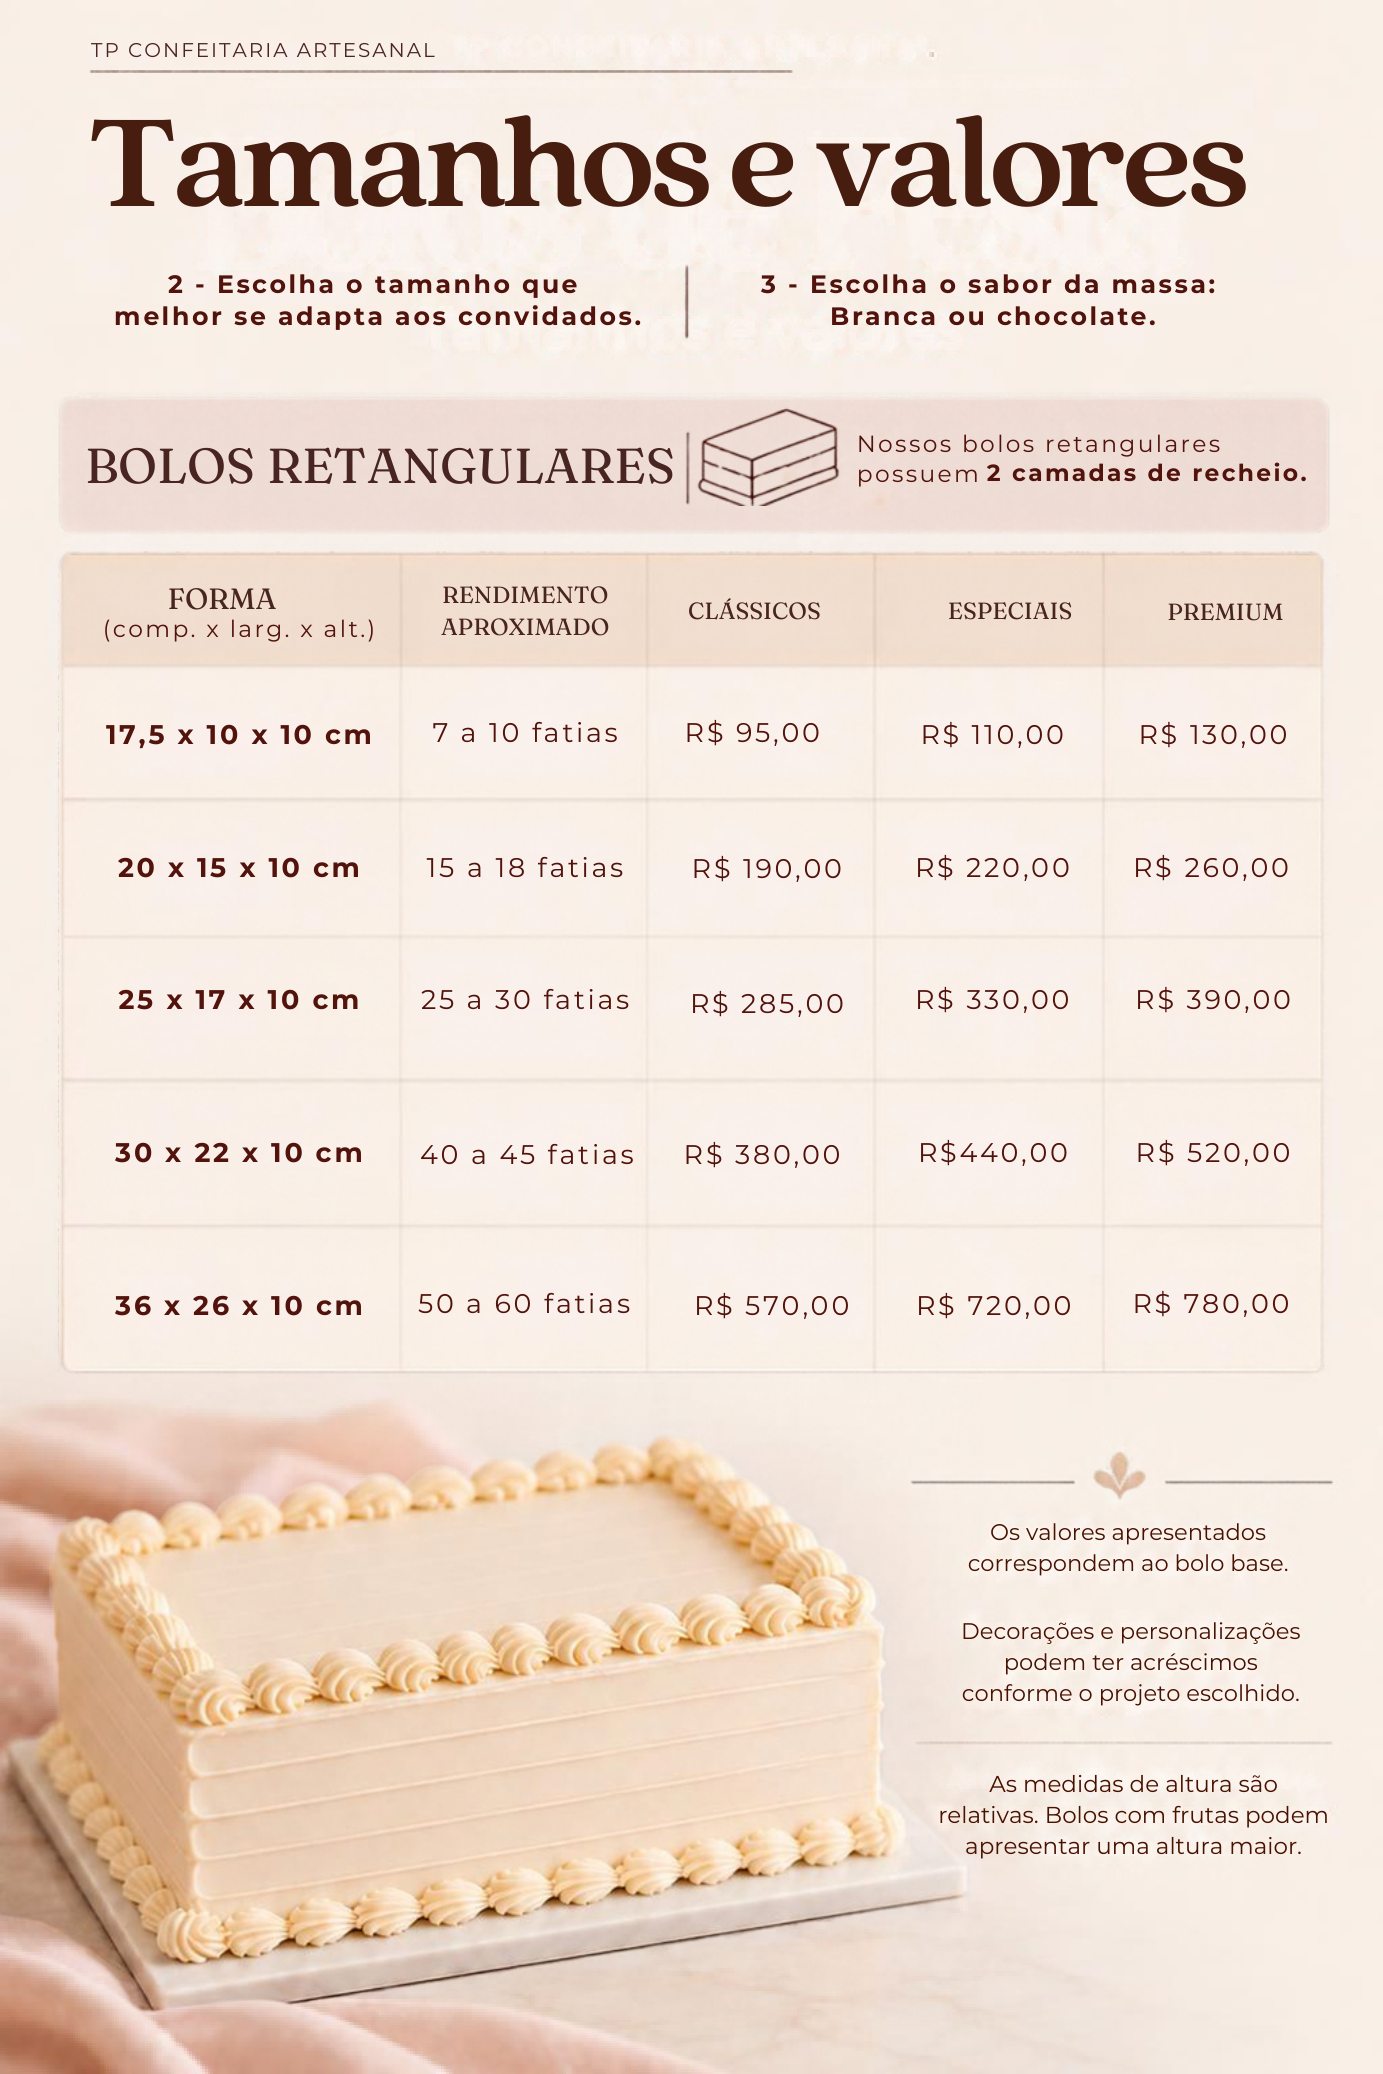 TP CONFEITARIA ARTESANAL
Tamanhos e valores
2 - Escolha o tamanho que
melhor se adapta aos convidados.
3 - Escolha o sabor da massa:
Branca ou chocolate.
BOLOS RETANGULARES
Nossos bolos retangulares
possuem 2 camadas de recheio.
FORMA
(comp. x larg. x alt.)
RENDIMENTO
APROXIMADO
CLÁSSICOS
ESPECIAIS
PREMIUM
17,5 x 10 x 10 cm 7 a 10 fatias R$ 95,00 R$ 110,00 R$ 130,00
20 x 15 x 10 cm 15 a 18 fatias R$ 190,00 R$ 220,00 R$ 260,00
25 x 17 x 10 cm 25 a 30 fatias R$ 285,00 R$ 330,00 R$ 390,00
30 x 22 x 10 cm 40 a 45 fatias R$ 380,00 R$440,00 R$ 520,00
36 x 26 x 10 cm 50 a 60 fatias R$ 570,00 R$ 720,00 R$ 780,00
Os valores apresentados
correspondem ao bolo base.
Decorações e personalizações
podem ter acréscimos
conforme o projeto escolhido.
As medidas de altura são
relativas. Bolos com frutas podem
apresentar uma altura maior.